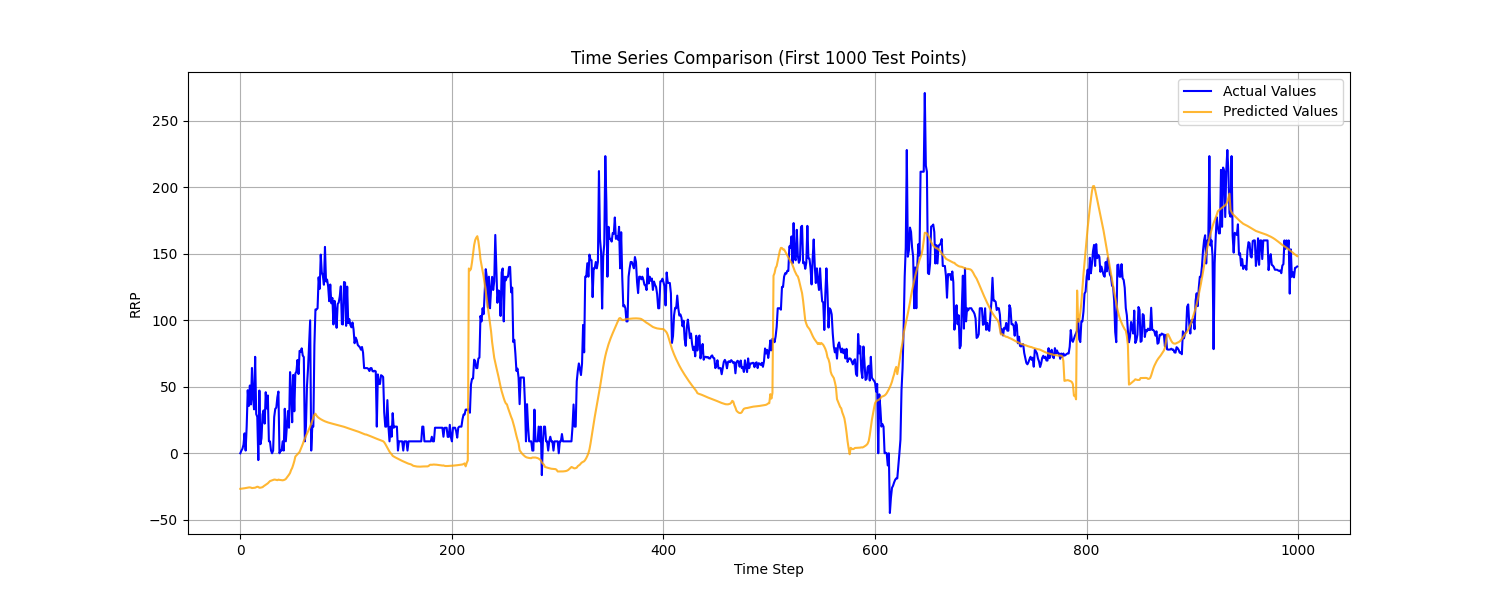 Time Series Comparison (First 1000 Test Points)
Actual Values
Predicted Values
RRP
250
200
150
100
50
0
−50
0 200 400 600 800 1000
Time Step